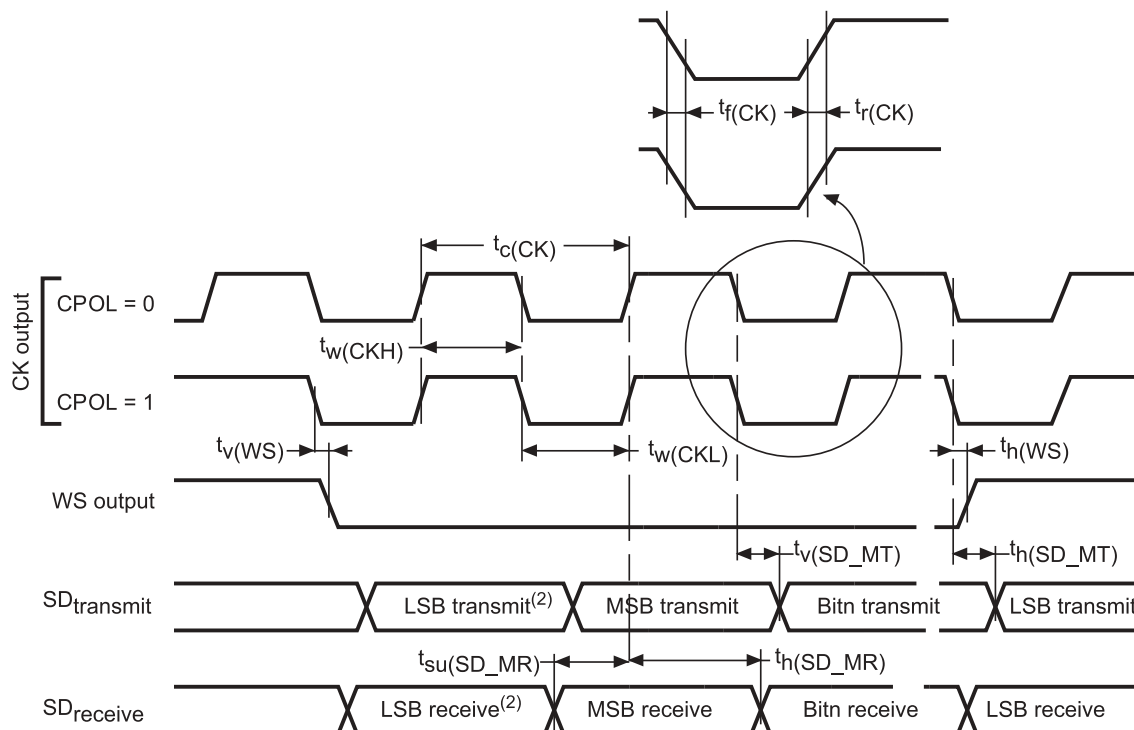 tf(CK) tr(CK)
tc(CK)
CPOL = 0
tw(CKH)
CK output
CPOL = 1
tv(WS) tw(CKL) th(WS)
WS output
tv(SD_MT) th(SD_MT)
SDtransmit LSB transmit(2) MSB transmit Bitn transmit LSB transmit
tsu(SD_MR) th(SD_MR)
SDreceive LSB receive(2) MSB receive Bitn receive LSB receive